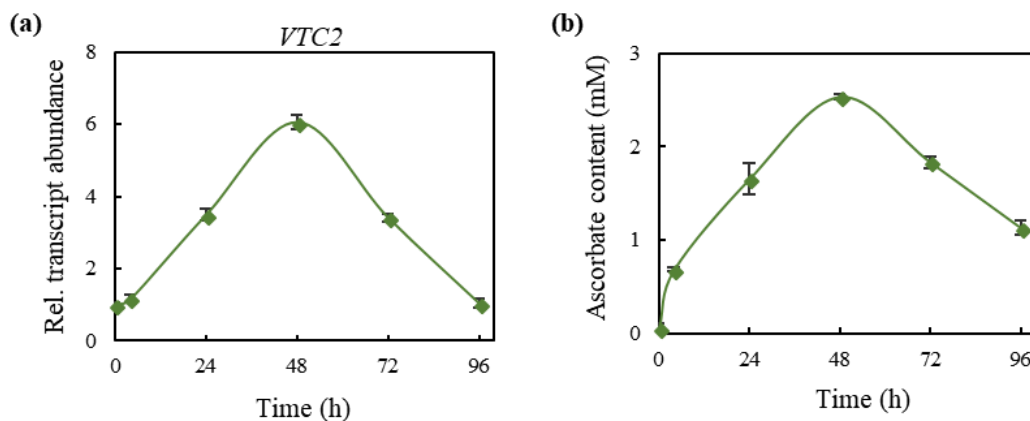 (a)
VTC2
Rel. transcript abundance
8
6
4
2
0
0 24 48 72 96
Time (h)
(b)
Ascorbate content (mM)
3
2
1
0
0 24 48 72 96
Time (h)